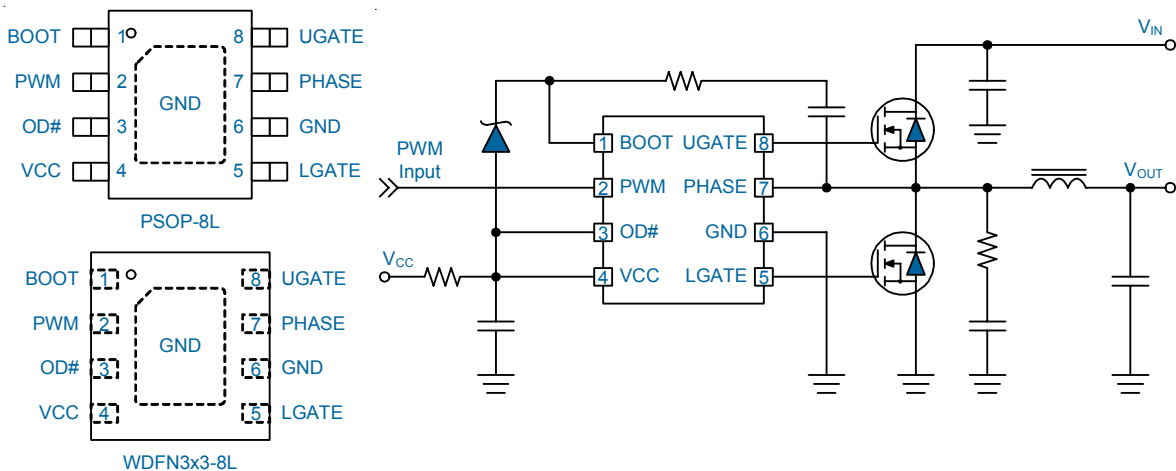 BOOT 1 8 UGATE
PWM 2 7 PHASE
GND
OD# 3 6 GND
VCC 4 5 LGATE
PSOP-8L
BOOT 1 8 UGATE
PWM 2 7 PHASE
GND
OD# 3 6 GND
VCC 4 5 LGATE
WDFN3x3-8L
VIN
PWM
Input
1 BOOT UGATE 8
2 PWM PHASE 7
VOUT
3 OD# GND 6
VCC
4 VCC LGATE 5